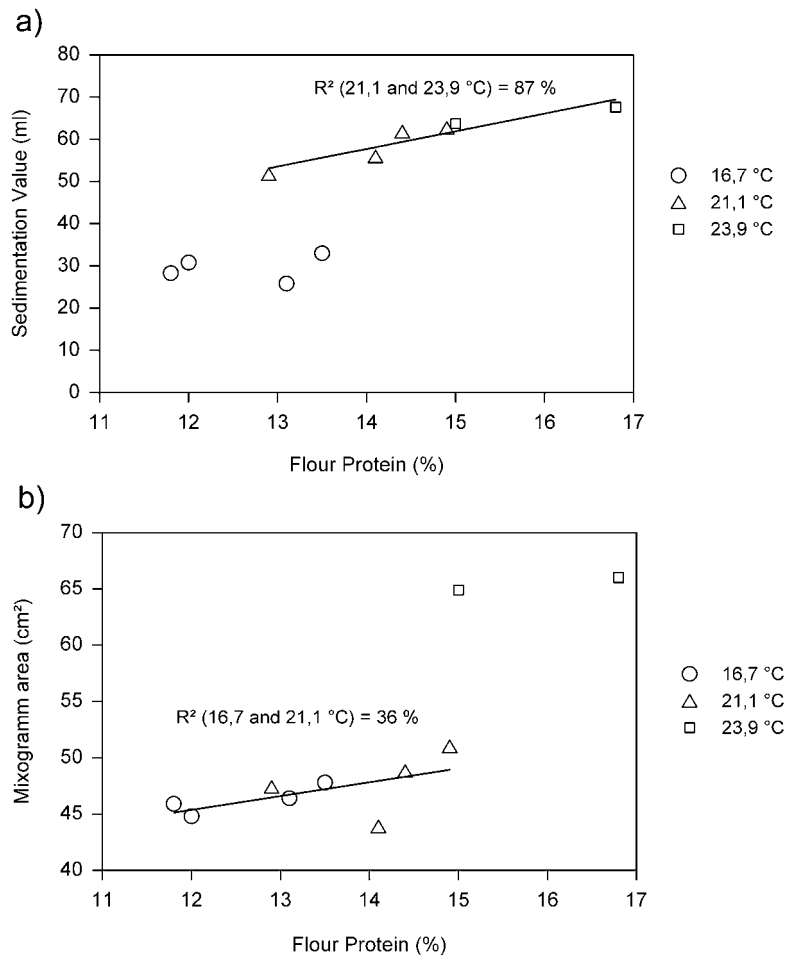 a)
80
70
60
50
40
30
20
10
0
Sedimentation Value (ml)
R² (21,1 and 23,9 °C) = 87 %
16,7 °C
21,1 °C
23,9 °C
11 12 13 14 15 16 17
Flour Protein (%)
b)
70
65
60
55
50
45
40
Mixogramm area (cm²)
R² (16,7 and 21,1 °C) = 36 %
16,7 °C
21,1 °C
23,9 °C
11 12 13 14 15 16 17
Flour Protein (%)